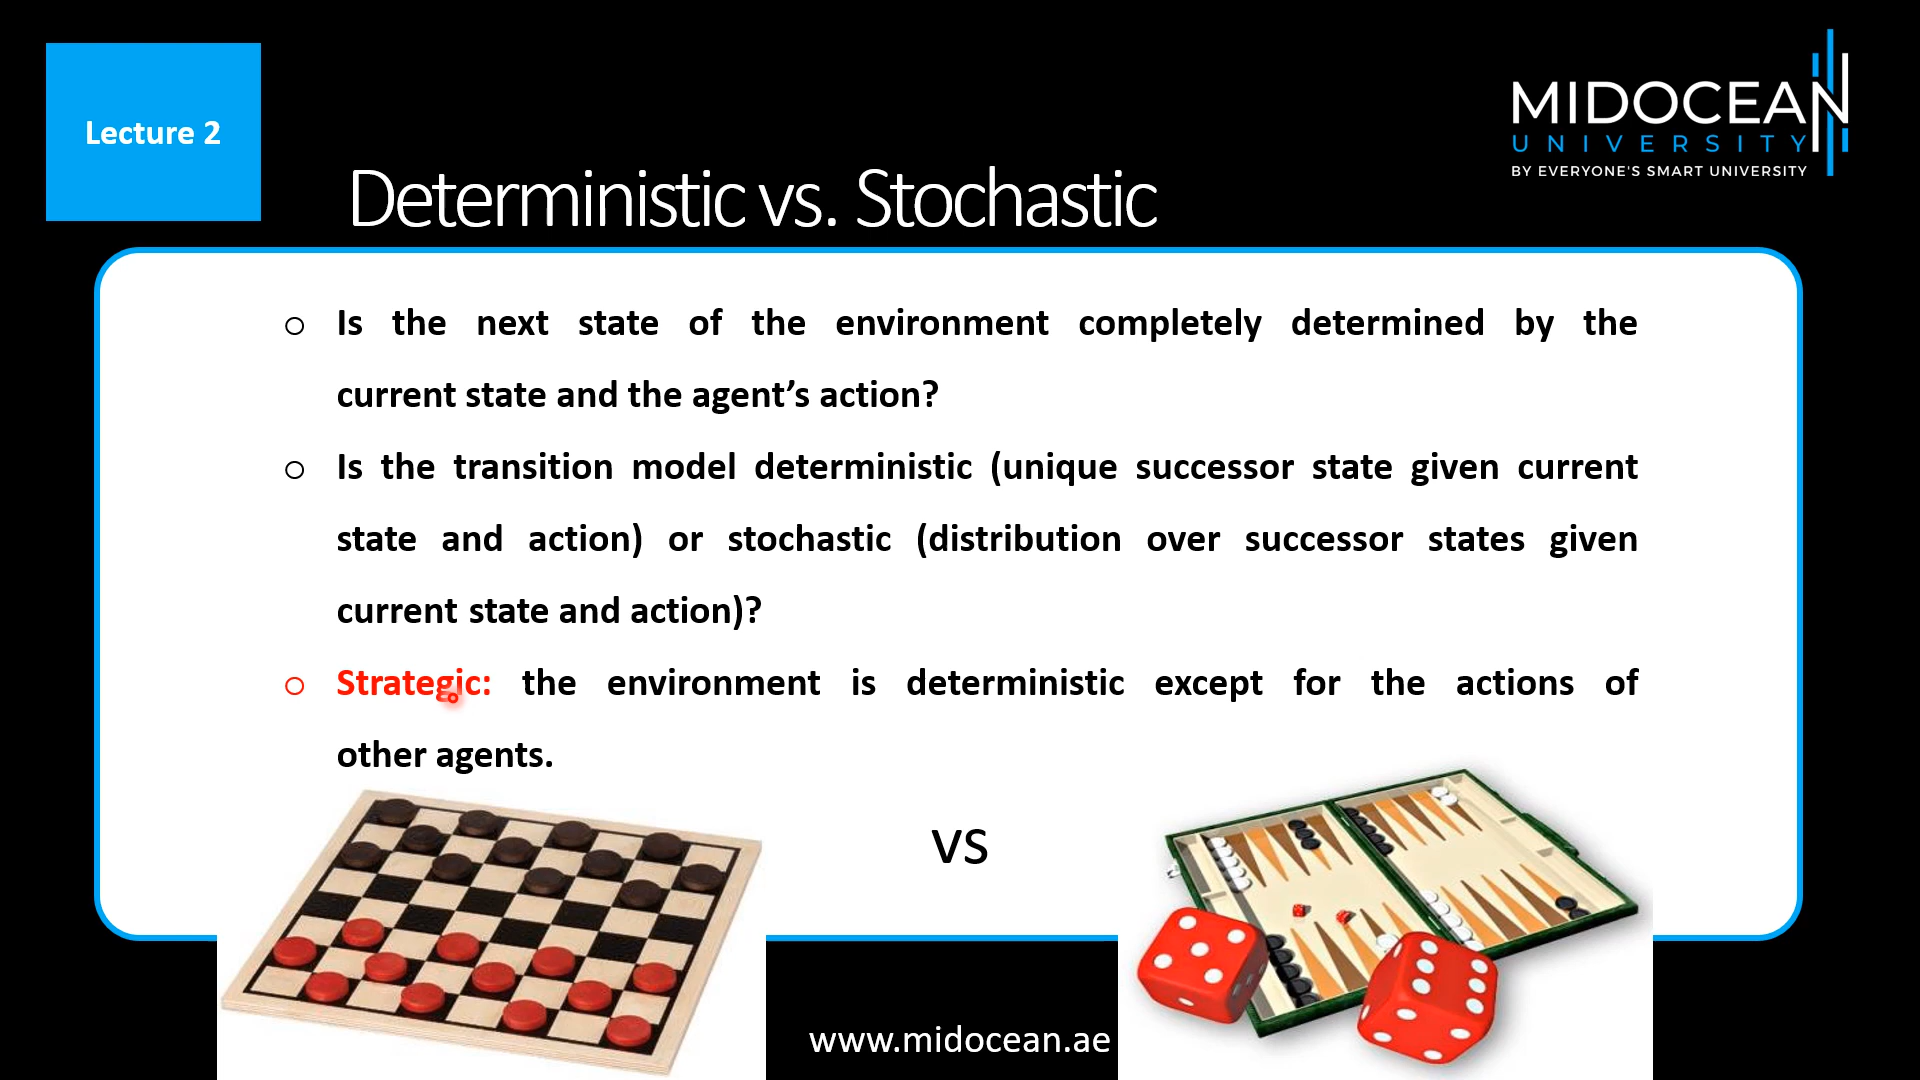 Lecture 2
MIDOCEAN
UNIVERSITY
BY EVERYONE'S SMART UNIVERSITY
Deterministic vs. Stochastic
Is the next state of the environment completely determined by the
current state and the agent’s action?
Is the transition model deterministic (unique successor state given current
state and action) or stochastic (distribution over successor states given
current state and action)?
Strategic: the environment is deterministic except for the actions of
other agents.
vs
www.midocean.ae